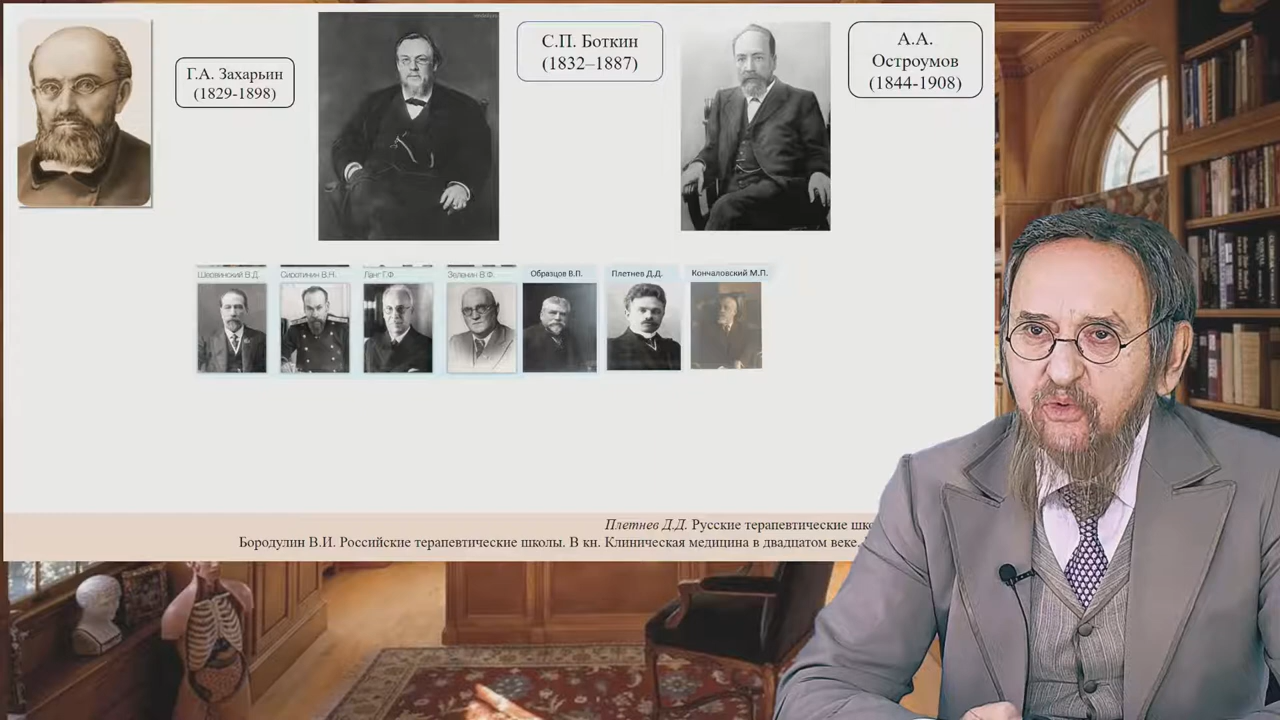 Г.А. Захарьин
(1829-1898)
С.П. Боткин
(1832–1887)
А.А.
Остроумов
(1844-1908)
Шервинский В.Д.
Сиротинин В.Н.
Ланг Г.Ф.
Зеленин В.Ф.
Образцов В.П.
Плетнев Д.Д.
Кончаловский М.П.
Плетнев Д.Д. Русские терапевтические
Бородулин В.И. Российские терапевтические школы. В кн. Клиническая медицина в двадцатом веке.